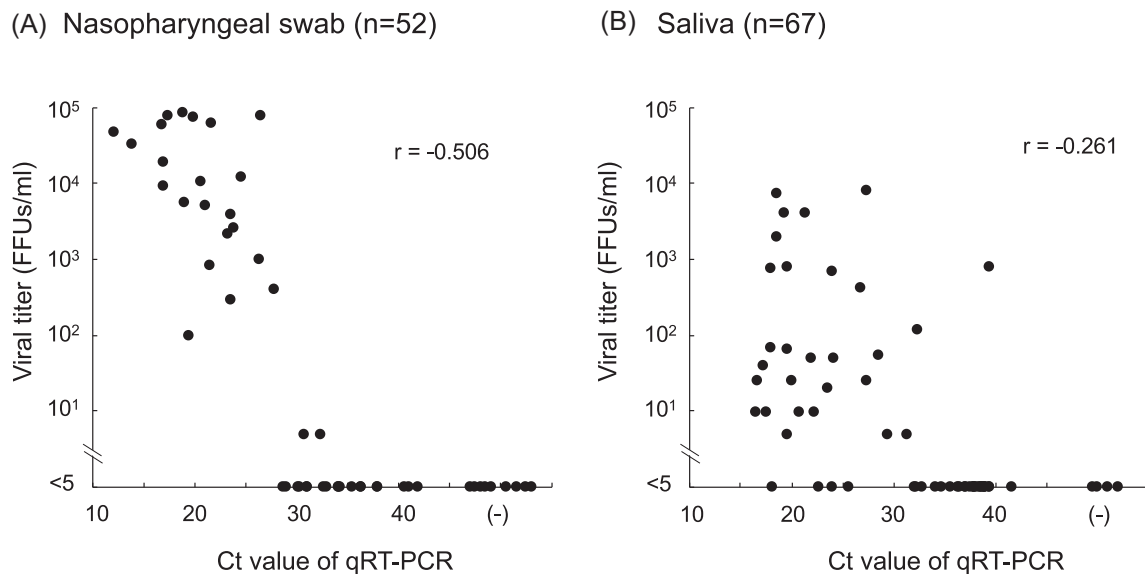 (A) Nasopharyngeal swab (n=52)
Viral titer (FFUs/ml)
10⁵
10⁴
10³
10²
10¹
<5
r = -0.506
10 20 30 40 (-)
Ct value of qRT-PCR
(B) Saliva (n=67)
Viral titer (FFUs/ml)
10⁵
10⁴
10³
10²
10¹
<5
r = -0.261
10 20 30 40 (-)
Ct value of qRT-PCR